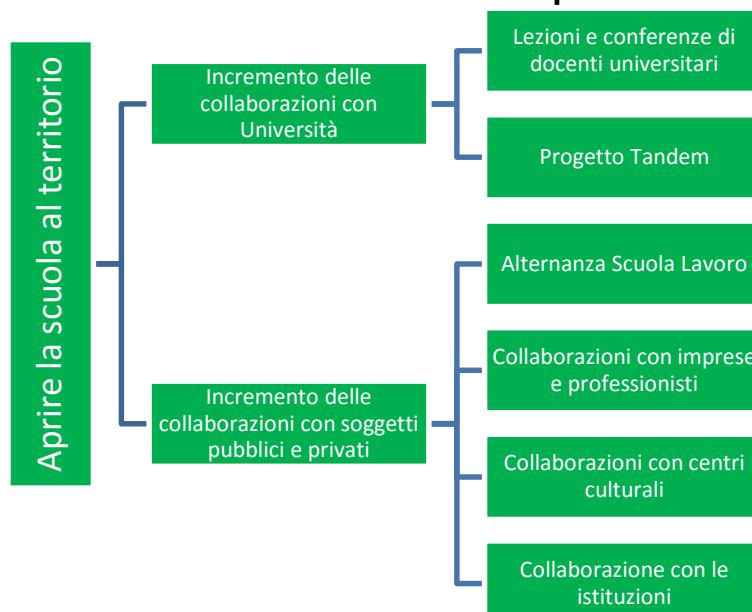 Aprire la scuola al territorio
Incremento delle
collaborazioni con
Università
Lezioni e conferenze di
docenti universitari
Progetto Tandem
Incremento delle
collaborazioni con soggetti
pubblici e privati
Alternanza Scuola Lavoro
Collaborazioni con imprese
e professionisti
Collaborazioni con centri
culturali
Collaborazione con le
istituzioni